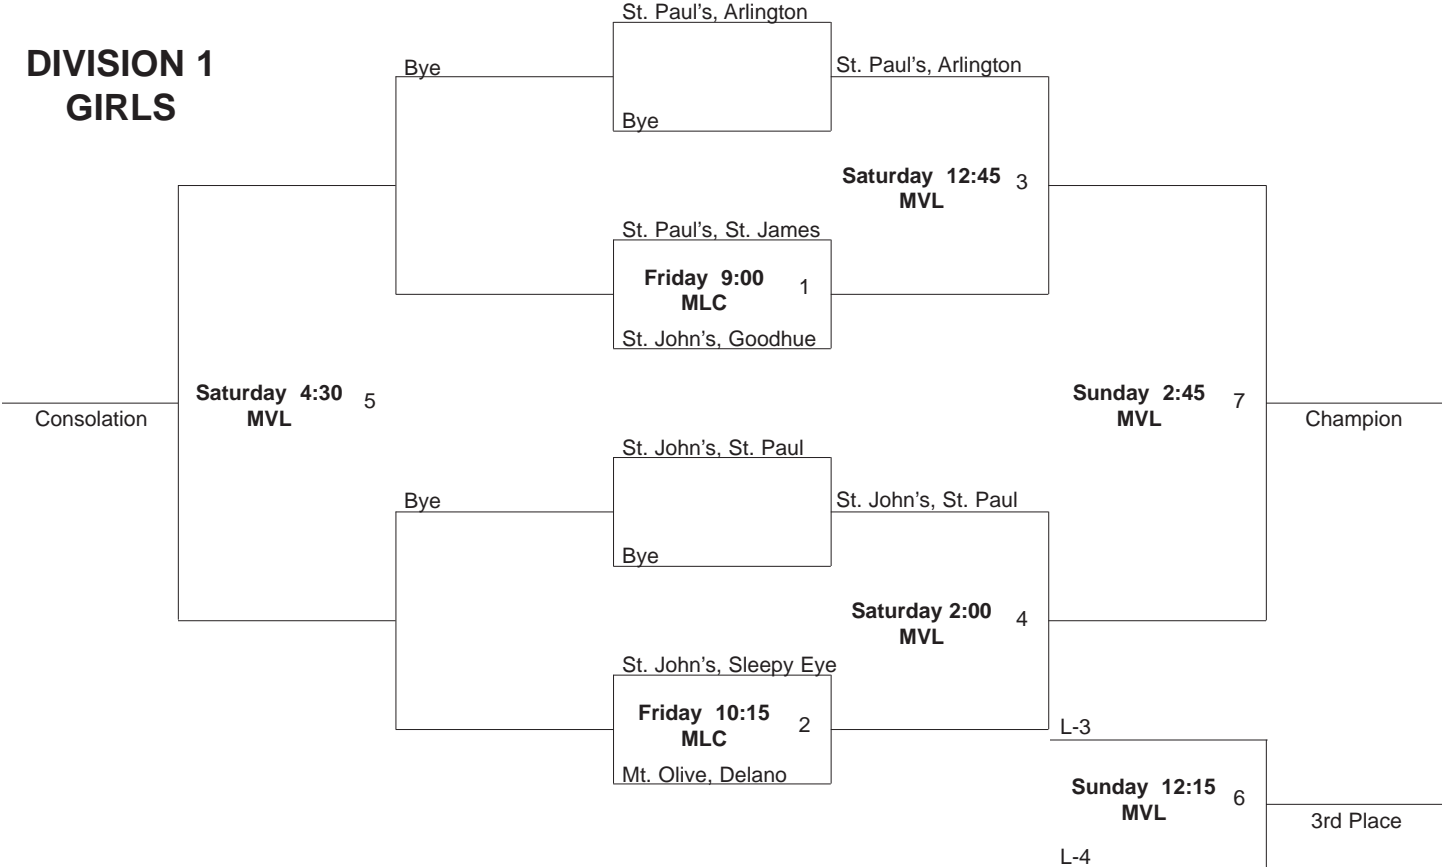 DIVISION 1
GIRLS
St. Paul's, Arlington
Bye
St. Paul's, Arlington
Bye
Saturday 12:45 3
MVL
St. Paul's, St. James
Friday 9:00 1
MLC
St. John's, Goodhue
Saturday 4:30 5
MVL
Consolation
Sunday 2:45 7
MVL
Champion
St. John's, St. Paul
Bye
St. John's, St. Paul
Bye
Saturday 2:00 4
MVL
St. John's, Sleepy Eye
Friday 10:15 2
MLC
Mt. Olive, Delano
L-3
Sunday 12:15 6
MVL
3rd Place
L-4